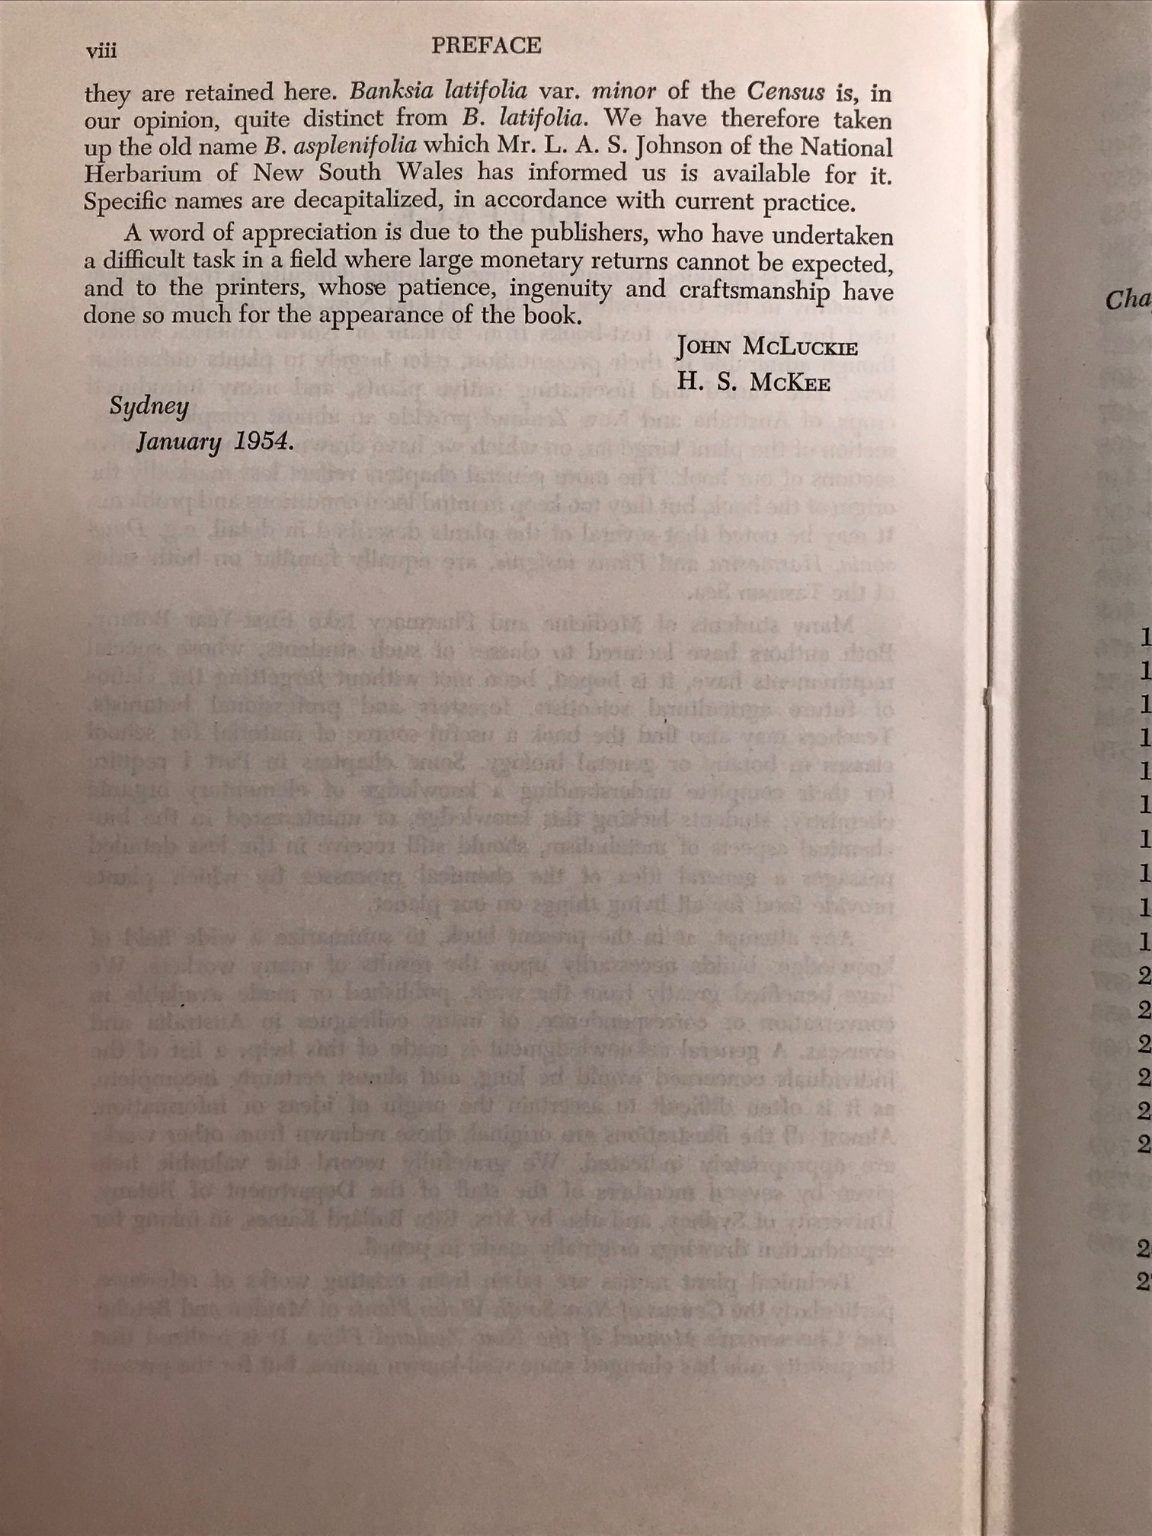 viii PREFACE
they are retained here. Banksia latifolia var. minor of the Census is, in
our opinion, quite distinct from B. latifolia. We have therefore taken
up the old name B. asplenifolia which Mr. L. A. S. Johnson of the National
Herbarium of New South Wales has informed us is available for it.
Specific names are decapitalized, in accordance with current practice.
A word of appreciation is due to the publishers, who have undertaken
a difficult task in a field where large monetary returns cannot be expected,
and to the printers, whose patience, ingenuity and craftsmanship have
done so much for the appearance of the book.
JOHN MCLUCKIE
H. S. MCKEE
Sydney
January 1954.